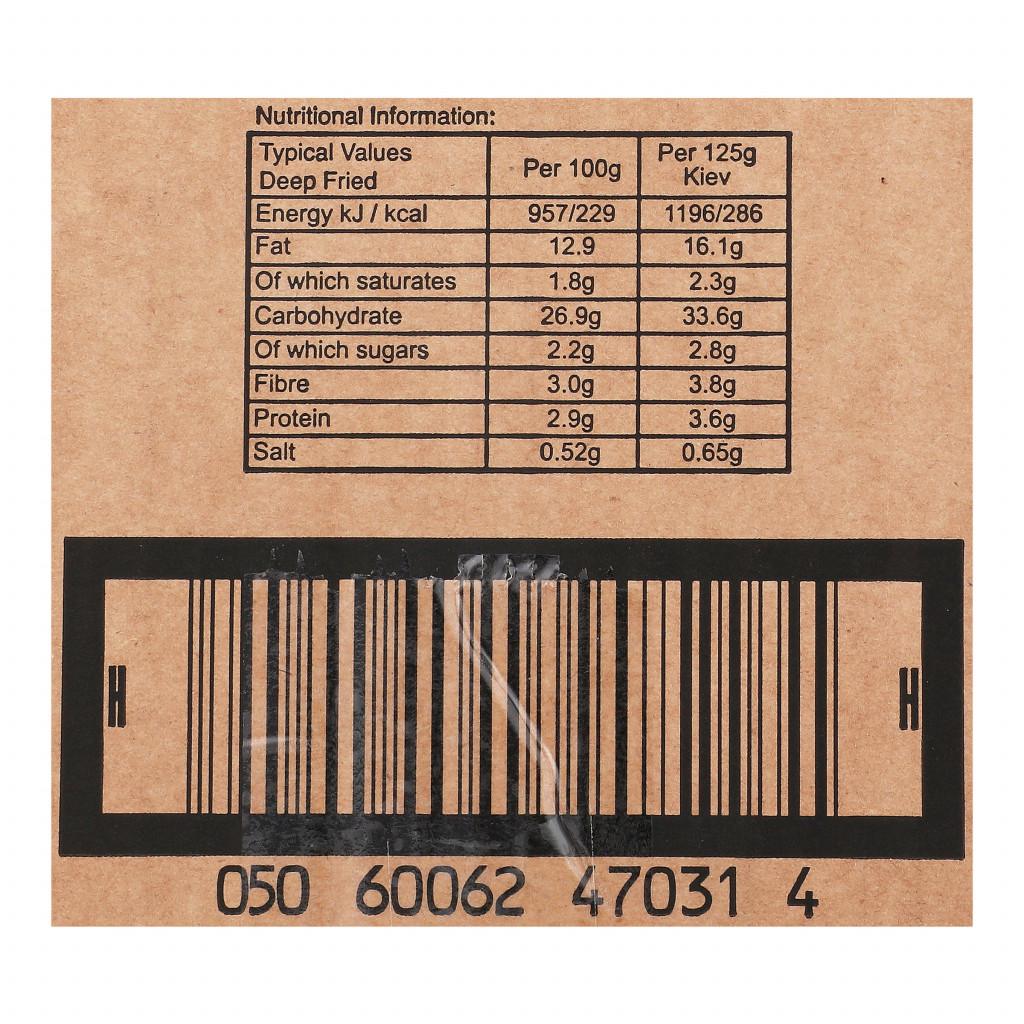 Nutritional Information:
Typical Values Deep Fried Per 100g Per 125g Kiev
Energy kJ / kcal 957/229 1196/286
Fat 12.9 16.1g
Of which saturates 1.8g 2.3g
Carbohydrate 26.9g 33.6g
Of which sugars 2.2g 2.8g
Fibre 3.0g 3.8g
Protein 2.9g 3.6g
Salt 0.52g 0.65g
H H
050 60062 47031 4